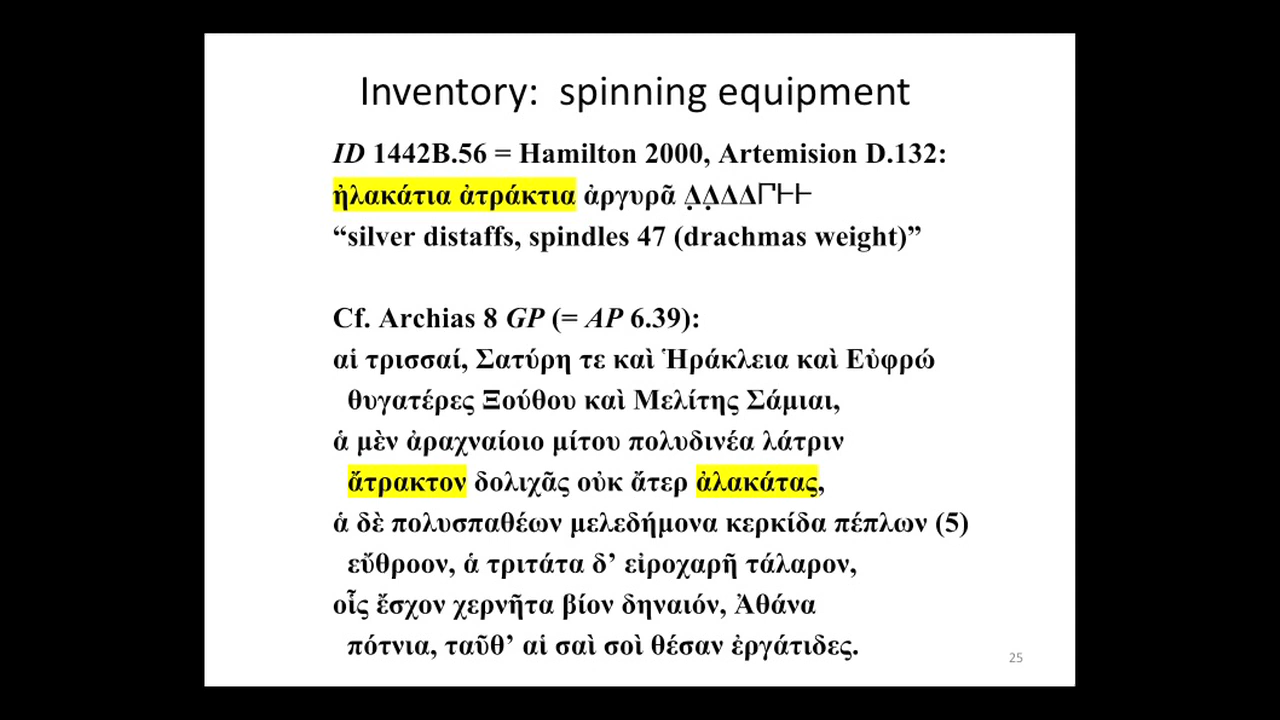 Inventory: spinning equipment
ID 1442B.56 = Hamilton 2000, Artemision D.132:
ἠλακάτια ἀτράκτια ἀργυρᾶ Δ̣Δ̣ΔΔΓͰͰ
“silver distaffs, spindles 47 (drachmas weight)”
Cf. Archias 8 GP (= AP 6.39):
αἱ τρισσαί, Σατύρη τε καὶ Ἡράκλεια καὶ Εὐφρώ
θυγατέρες Ξούθου καὶ Μελίτης Σάμιαι,
ἁ μὲν ἀραχναίοιο μίτου πολυδινέα λάτριν
ἄτρακτον δολιχᾶς οὐκ ἄτερ ἀλακάτας,
ἁ δὲ πολυσπαθέων μελεδήμονα κερκίδα πέπλων (5)
εὔθροον, ἁ τριτάτα δ’ εἰροχαρῆ τάλαρον,
οἷς ἔσχον χερνῆτα βίον δηναιόν, Ἀθάνα
πότνια, ταῦθ’ αἱ σαὶ σοὶ θέσαν ἐργάτιδες.
25